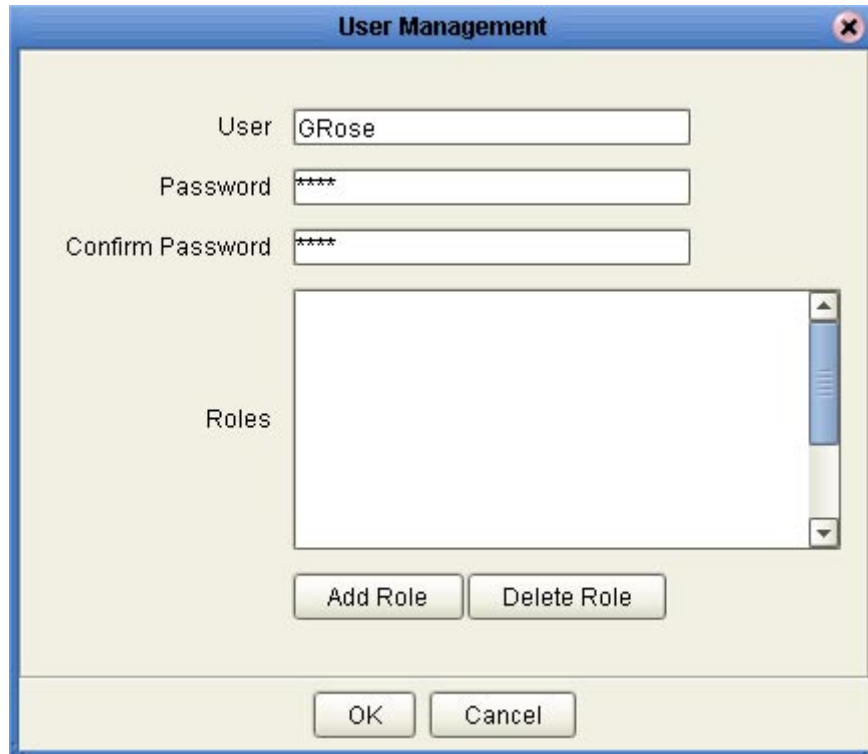 User Management
User GRose
Password ****
Confirm Password ****
Roles
Add Role Delete Role
OK Cancel